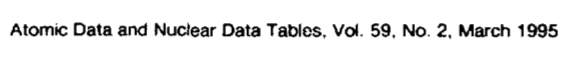 Atomic Data and Nuclear Data Tables, Vol. 59, No. 2, March 1995